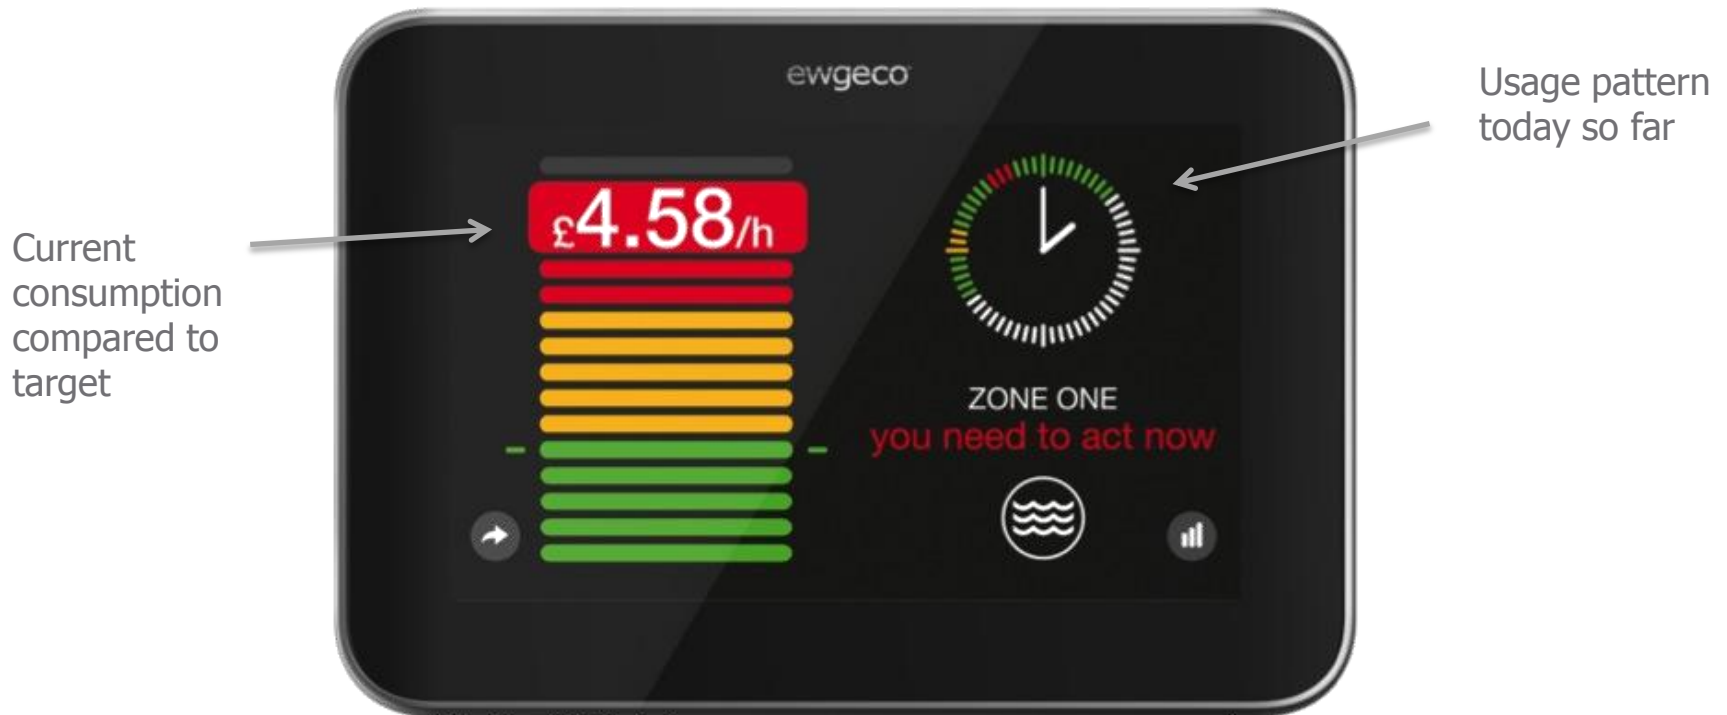 ewgeco
Usage pattern
today so far
£4.58/h
Current
consumption
compared to
target
ZONE ONE
you need to act now